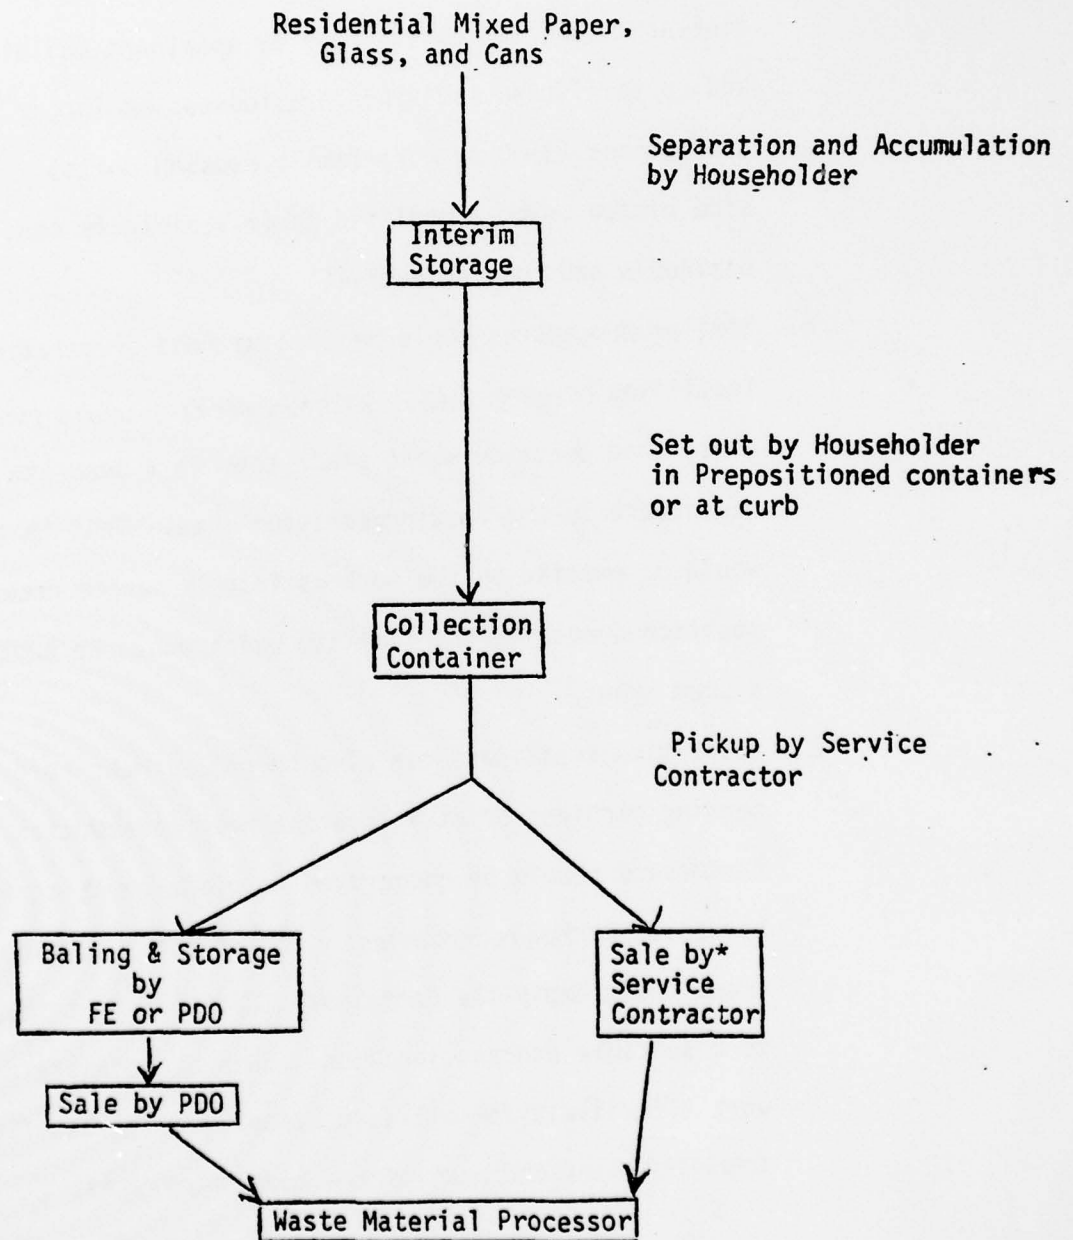 Residential Mixed Paper,
Glass, and Cans
Separation and Accumulation
by Householder
Interim
Storage
Set out by Householder
in Prepositioned containers
or at curb
Collection
Container
Pickup by Service
Contractor
Baling & Storage
by
FE or PDO
Sale by*
Service
Contractor
Sale by PDO
Waste Material Processor